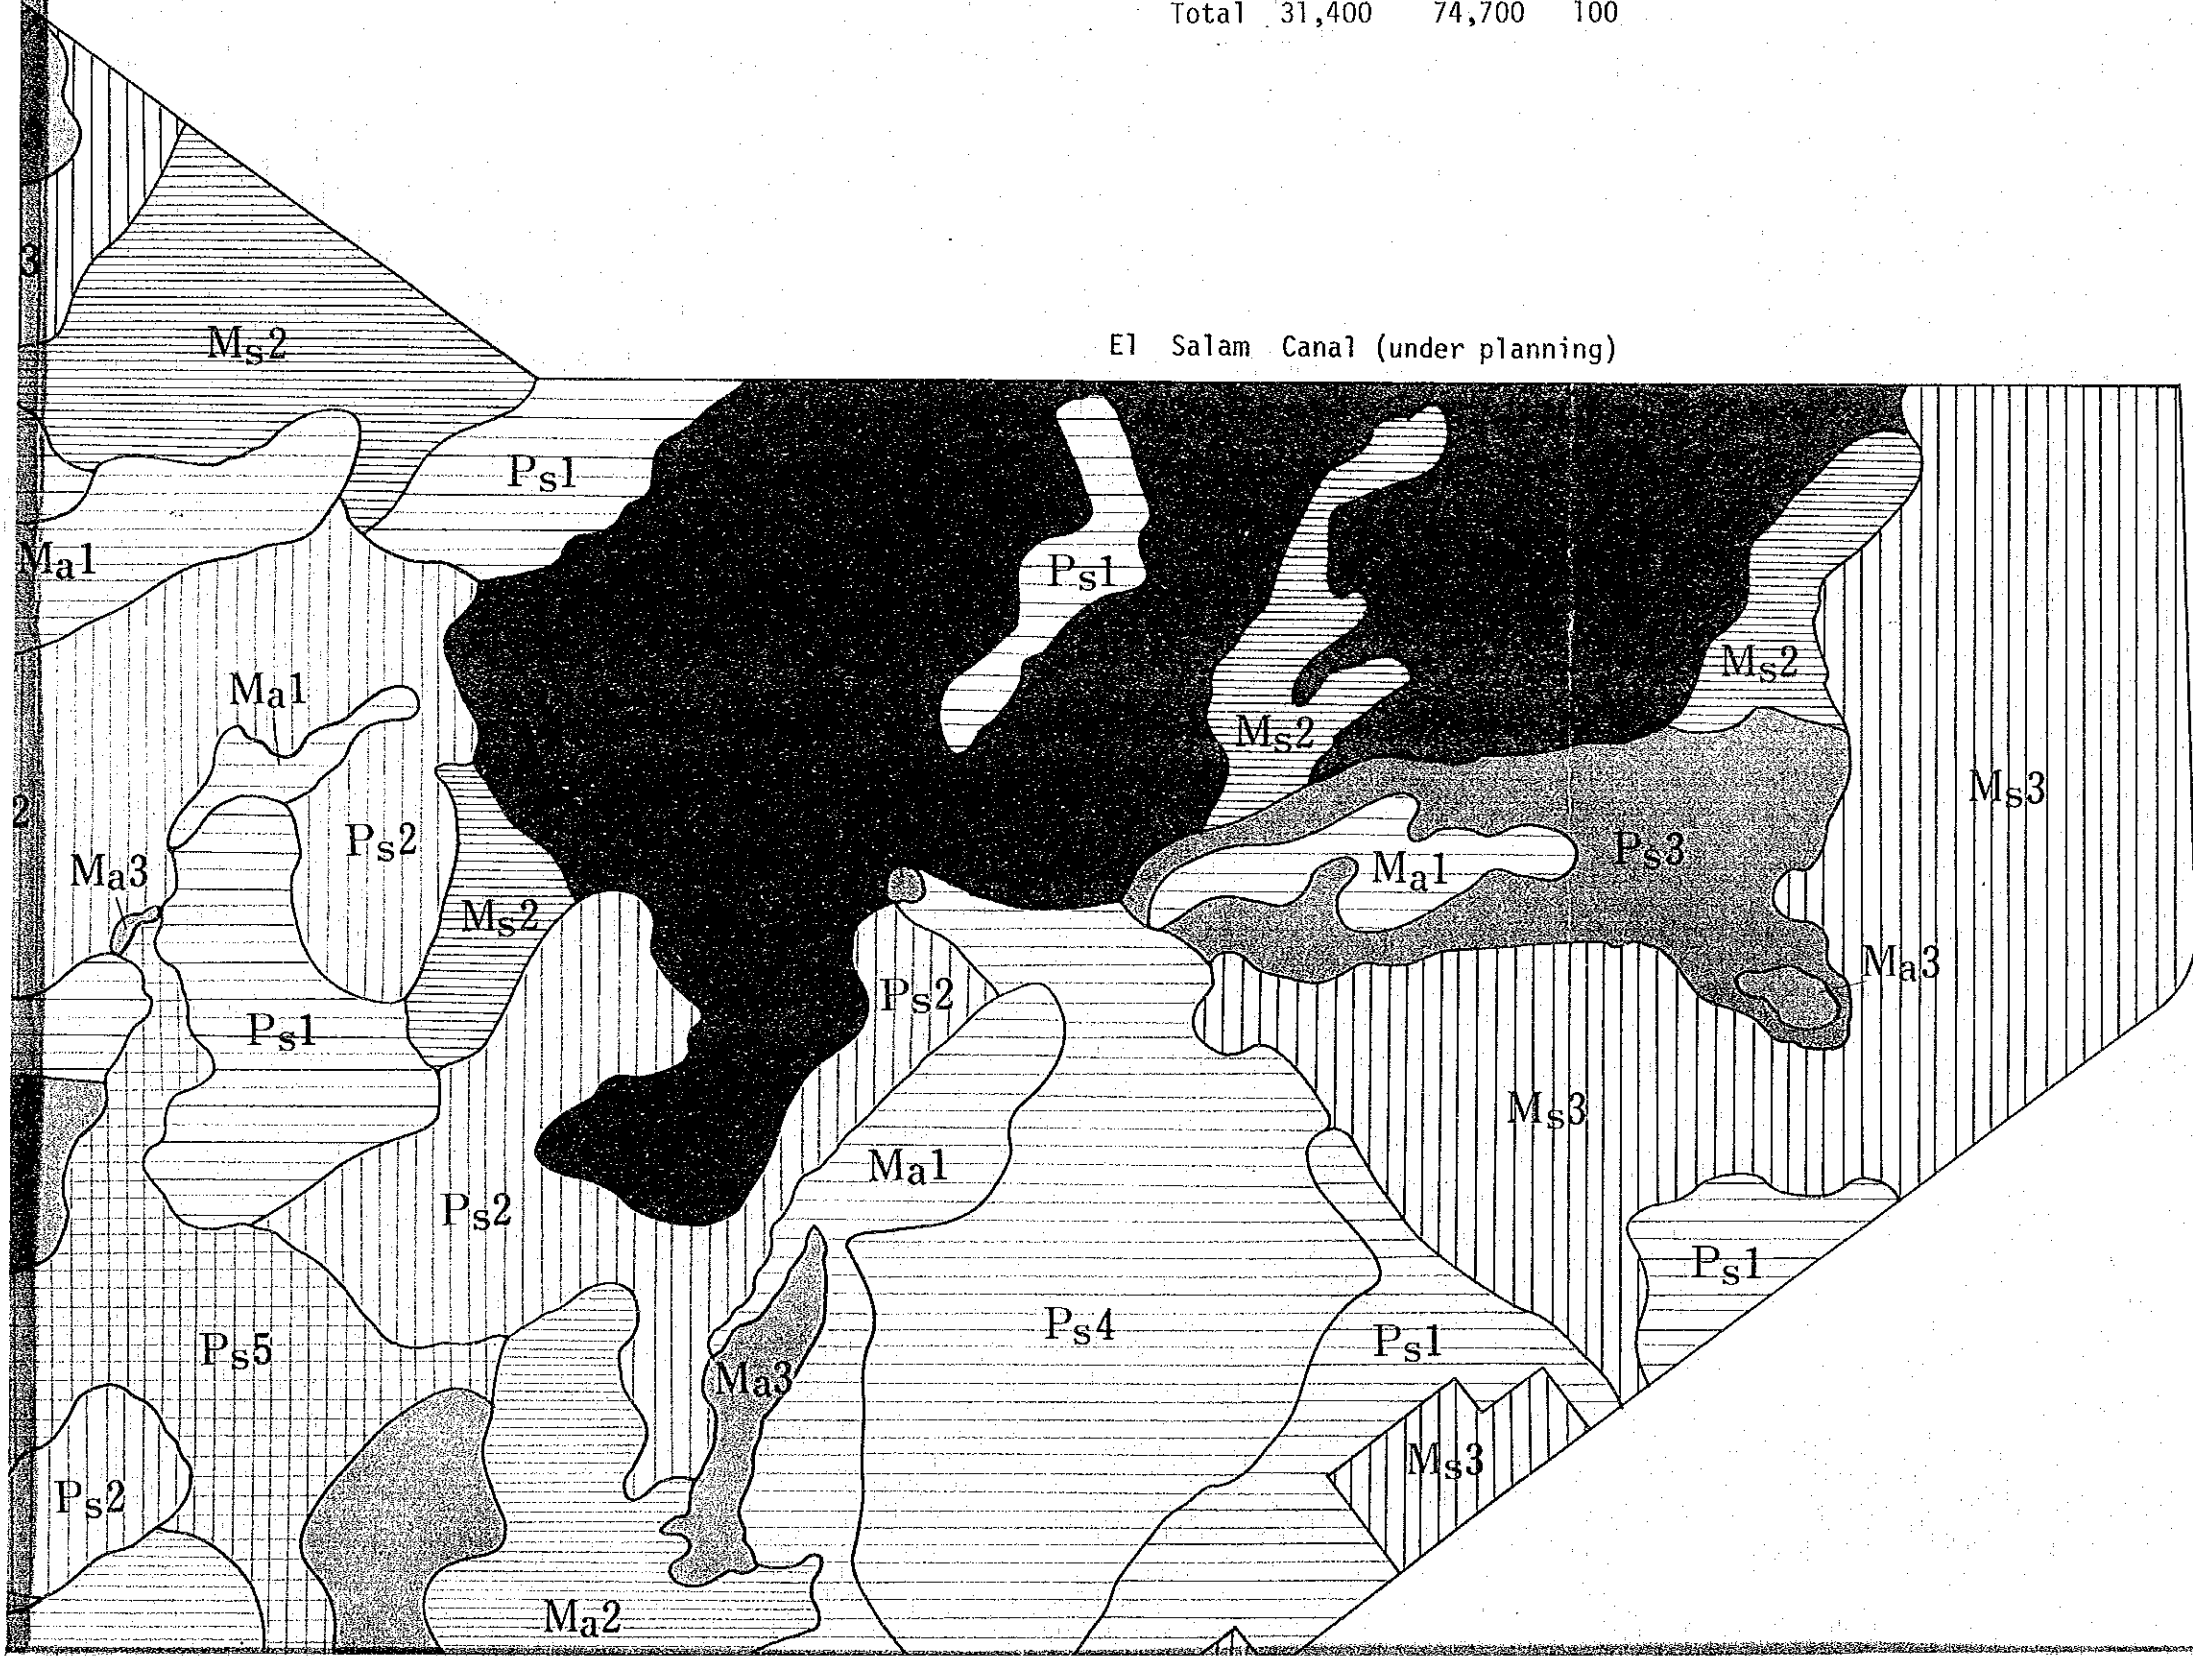 Total 31,400 74,700 100
3
Ms2
El Salam Canal (under planning)
Ps1
Ma1
Ps1
Ma1
Ms2
Ms2
Ms3
2
Ps2
Ma3
Ma1
Ps3
Ms2
Ma3
Ps2
Ps1
Ms3
Ma1
Ps2
Ps1
Ps4
Ps1
Ps5
Ma3
Ms3
Ps2
Ma2